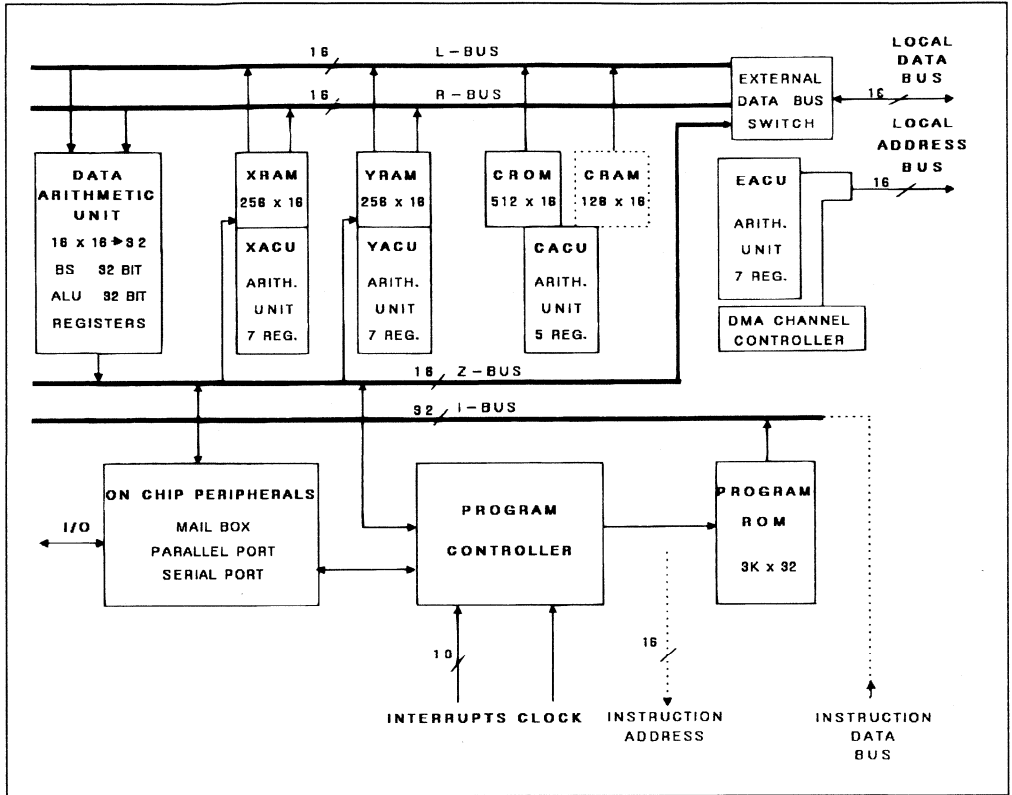 16 L-BUS
16 R-BUS
LOCAL
DATA
BUS
16
EXTERNAL
DATA BUS
SWITCH
LOCAL
ADDRESS
BUS
16
DATA
ARITHMETIC
UNIT
16 x 16 → 32
BS 32 BIT
ALU 32 BIT
REGISTERS
XRAM
256 x 16
XACU
ARITH.
UNIT
7 REG.
YRAM
256 x 16
YACU
ARITH.
UNIT
7 REG.
CROM
512 x 16
CRAM
128 x 16
CACU
ARITH.
UNIT
5 REG.
EACU
ARITH.
UNIT
7 REG.
DMA CHANNEL
CONTROLLER
16 Z-BUS
32 I-BUS
I/O
ON CHIP PERIPHERALS
MAIL BOX
PARALLEL PORT
SERIAL PORT
PROGRAM
CONTROLLER
PROGRAM
ROM
3K x 32
10
16
INTERRUPTS CLOCK
INSTRUCTION
ADDRESS
INSTRUCTION
DATA
BUS